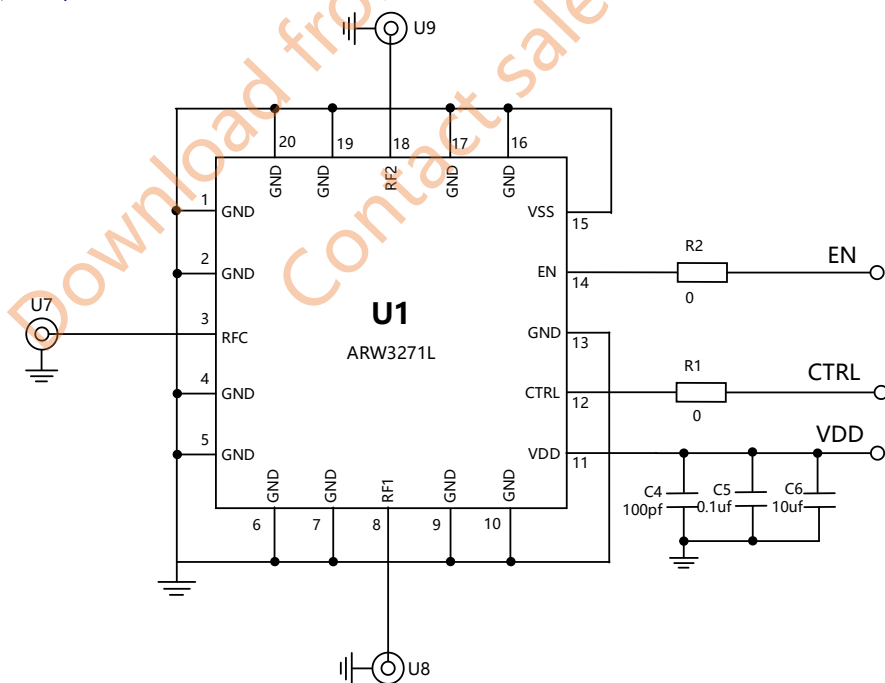 U9
20
19
18
17
16
GND
GND
RF2
GND
GND
1
GND
VSS
15
2
GND
EN
14
R2
0
EN
U7
3
RFC
U1
ARW3271L
GND
13
4
GND
CTRL
12
R1
0
CTRL
5
GND
VDD
11
VDD
GND
GND
RF1
GND
GND
6
7
8
9
10
C4
100pf
C5
0.1uf
C6
10uf
U8
Download from
Contact sale